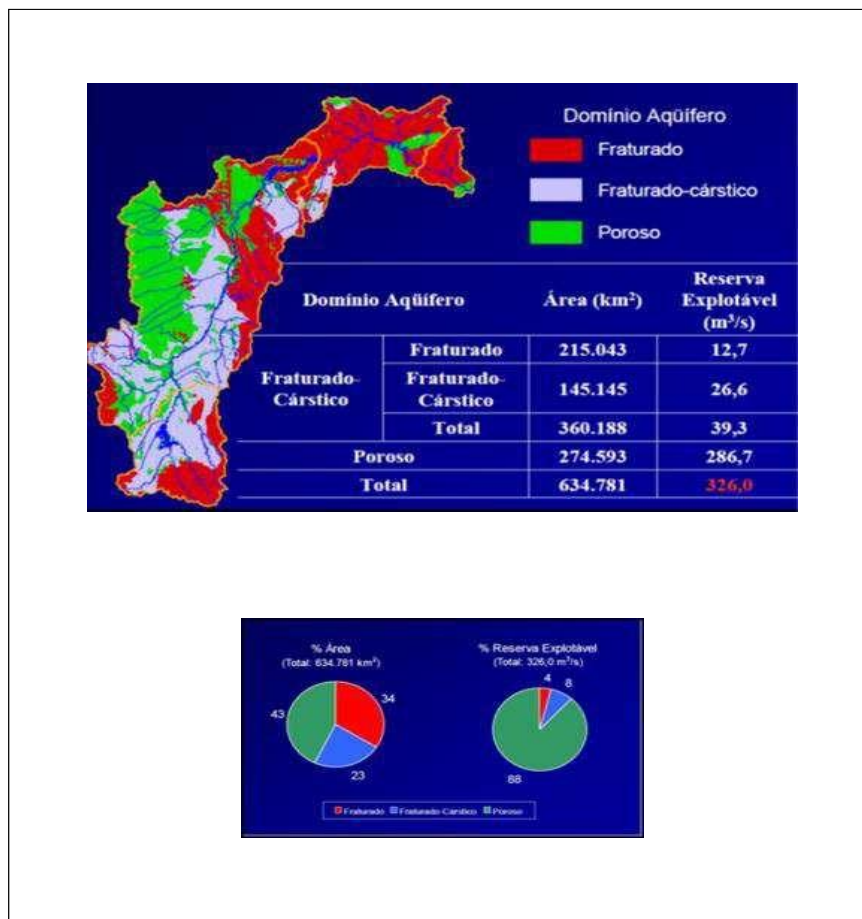 Domínio Aqüífero
Fraturado
Fraturado-cárstico
Poroso
Domínio Aqüífero Área (km²) Reserva Explotável (m³/s)
Fraturado-Cárstico Fraturado 215.043 12,7
Fraturado-Cárstico 145.145 26,6
Total 360.188 39,3
Poroso 274.593 286,7
Total 634.781 326,0
% Área
(Total: 634.781 km²)
34
43
23
% Reserva Explotável
(Total: 326,0 m³/s)
4 8
88
Fraturado Fraturado-Cárstico Poroso